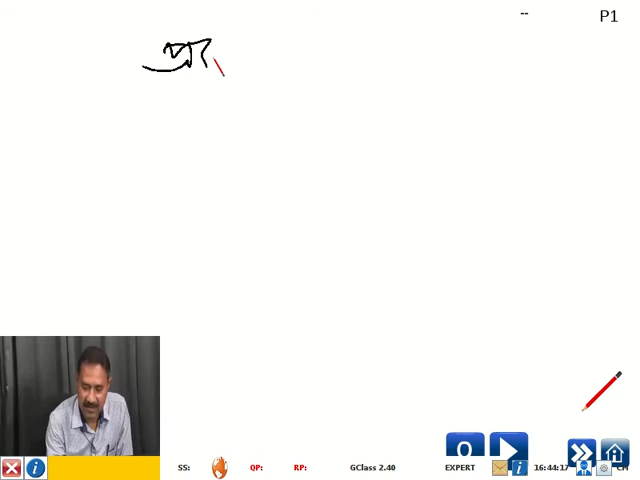 --
P1
প্র
SS:
QP:
RP:
GClass 2.40
EXPERT
16:44:17